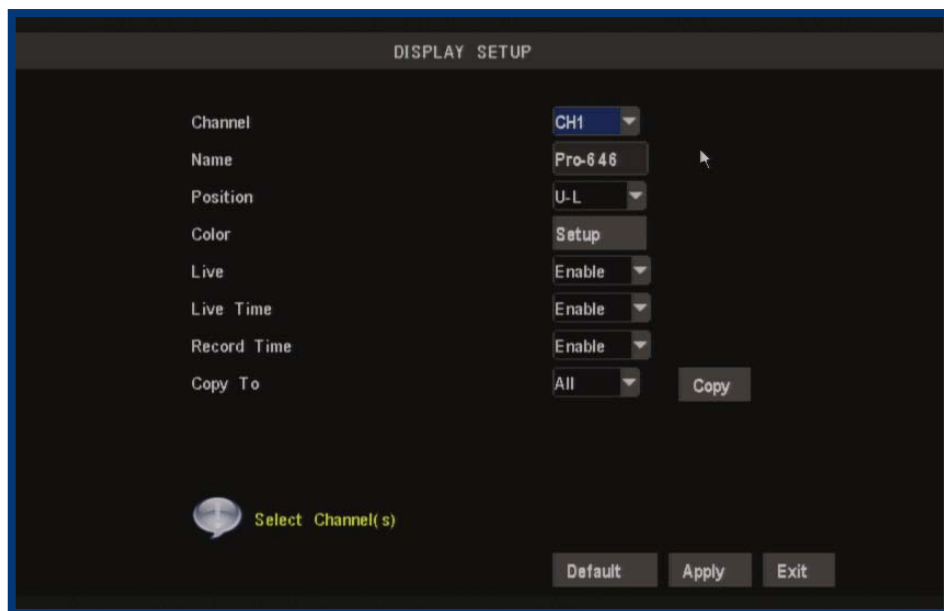 DISPLAY SETUP
Channel CH1
Name Pro-646
Position U-L
Color Setup
Live Enable
Live Time Enable
Record Time Enable
Copy To All Copy
Select Channel(s)
Default Apply Exit